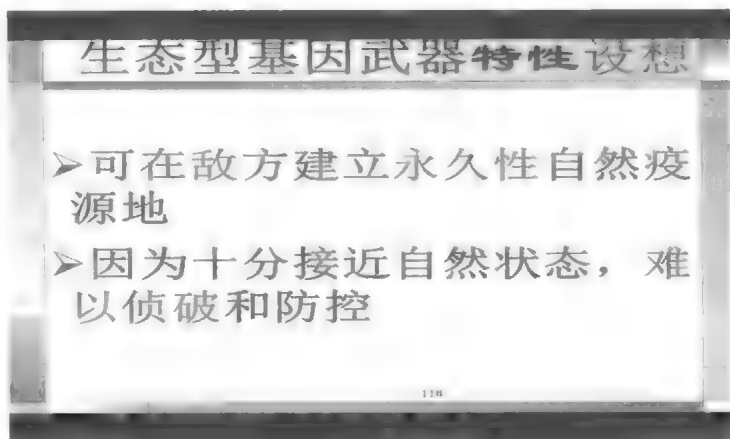 生态型基因武器特性设想
➢可在敌方建立永久性自然疫
源地
➢因为十分接近自然状态，难
以侦破和防控
118